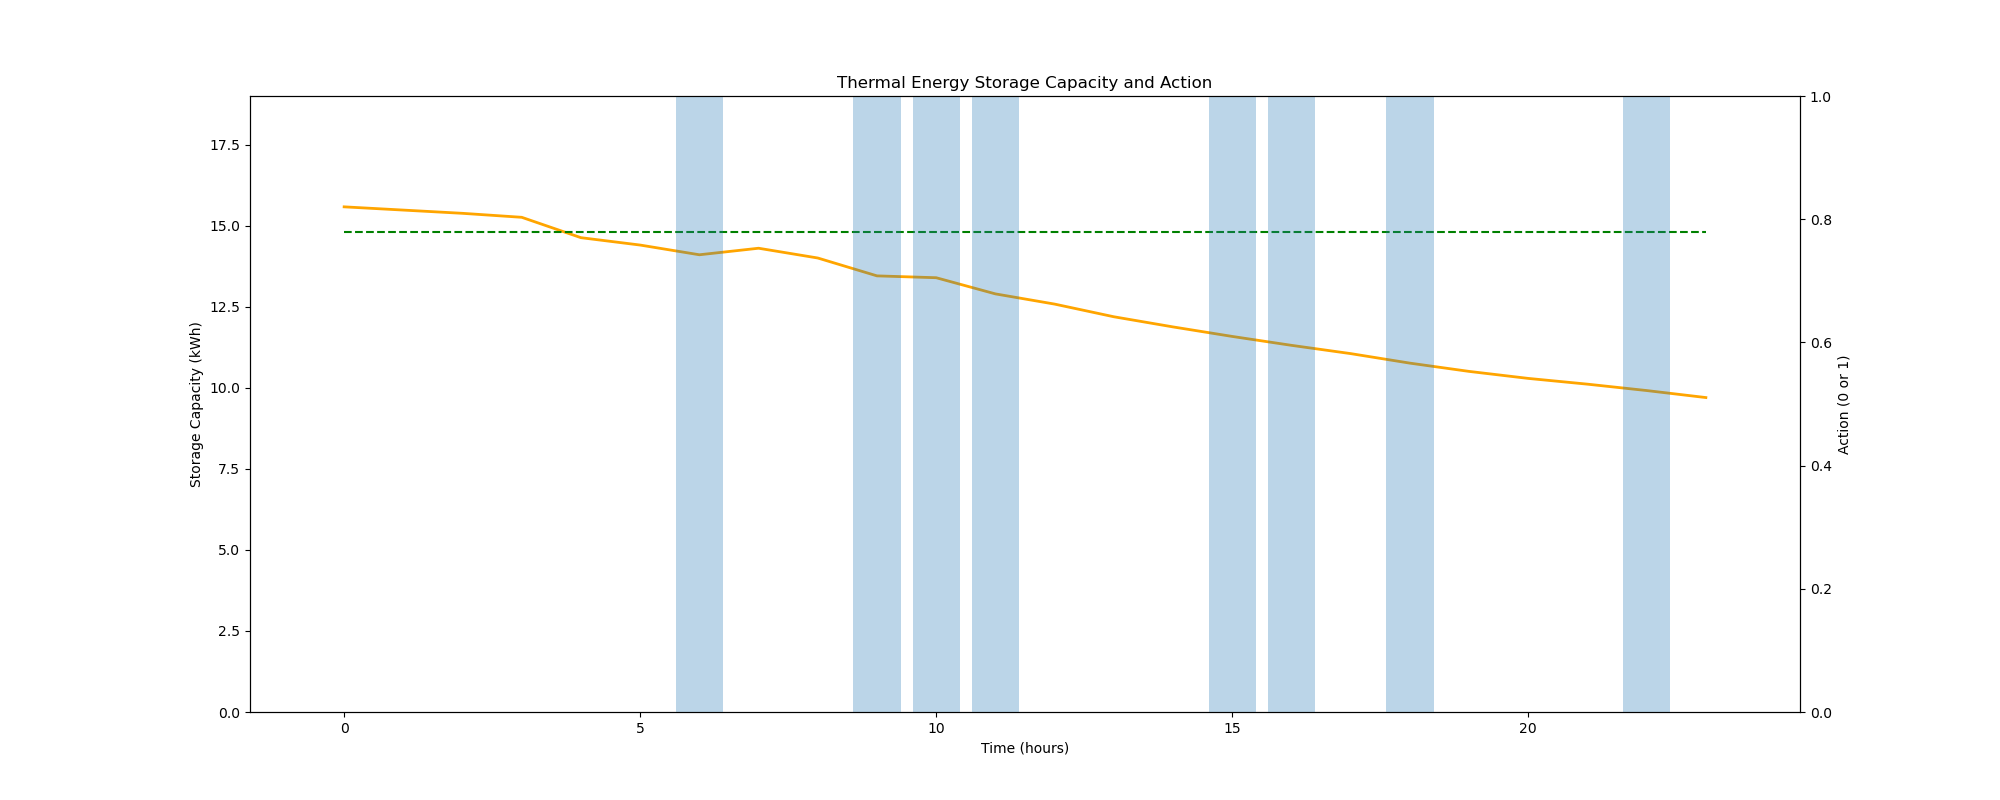 Thermal Energy Storage Capacity and Action
17.5
15.0
12.5
10.0
7.5
5.0
2.5
0.0
Storage Capacity (kWh)
1.0
0.8
0.6
0.4
0.2
0.0
Action (0 or 1)
0 5 10 15 20
Time (hours)